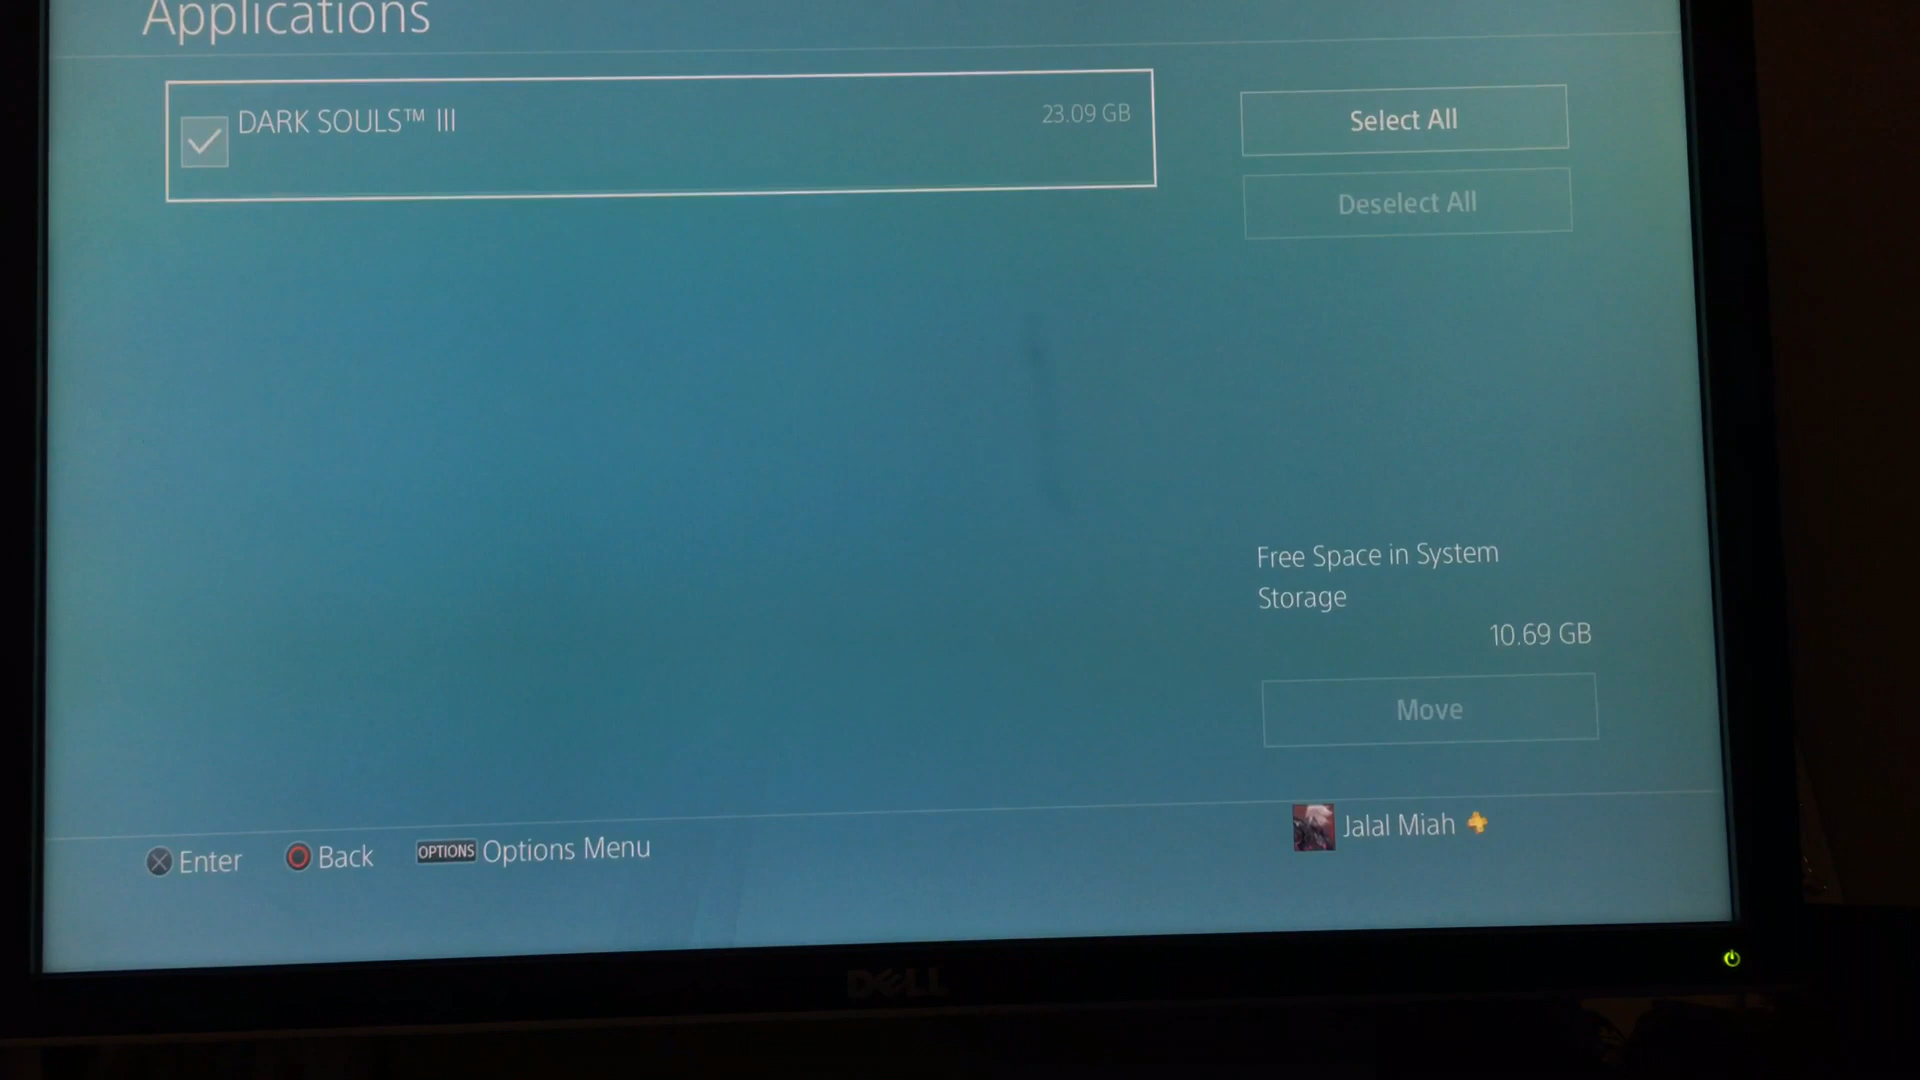 Applications
DARK SOULS™ III
23.09 GB
Select All
Deselect All
Free Space in System
Storage
10.69 GB
Move
Enter
Back
OPTIONS Options Menu
Jalal Miah
DELL